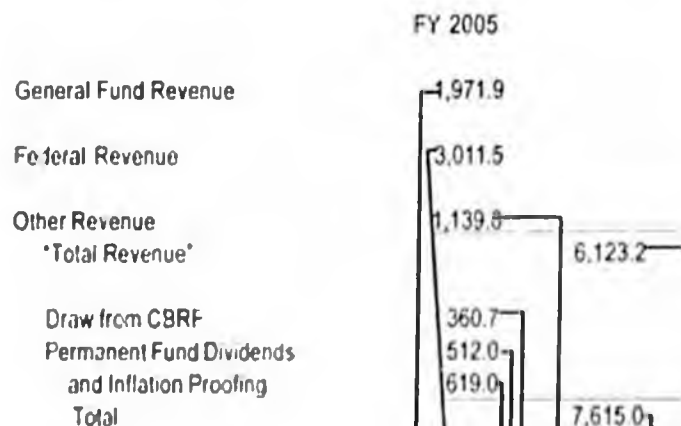 FY 2005
General Fund Revenue 1,971.9
Federal Revenue 3,011.5
Other Revenue 1,139.8
"Total Revenue" 6,123.2
Draw from CBRF 360.7
Permanent Fund Dividends 512.0
and Inflation Proofing 619.0
Total 7,615.0